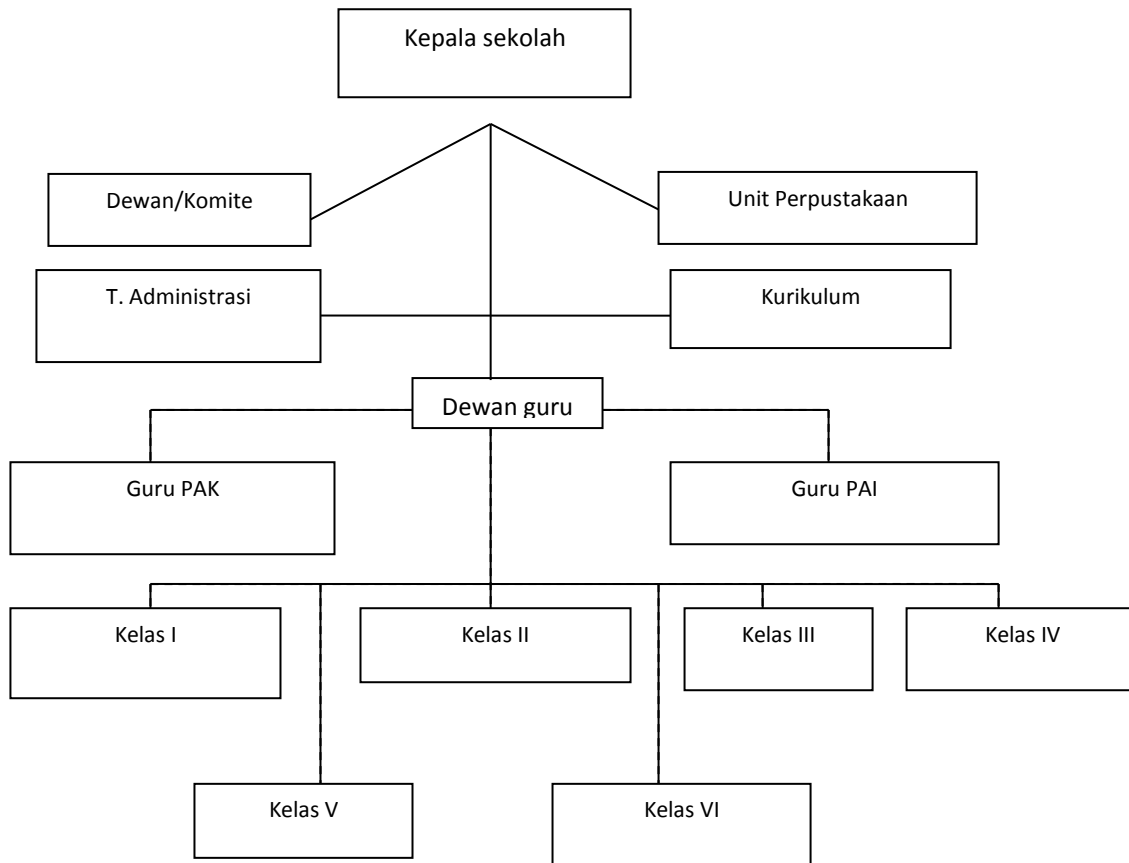 Kepala sekolah
Dewan/Komite
Unit Perpustakaan
T. Administrasi
Kurikulum
Dewan guru
Guru PAK
Guru PAI
Kelas I
Kelas II
Kelas III
Kelas IV
Kelas V
Kelas VI